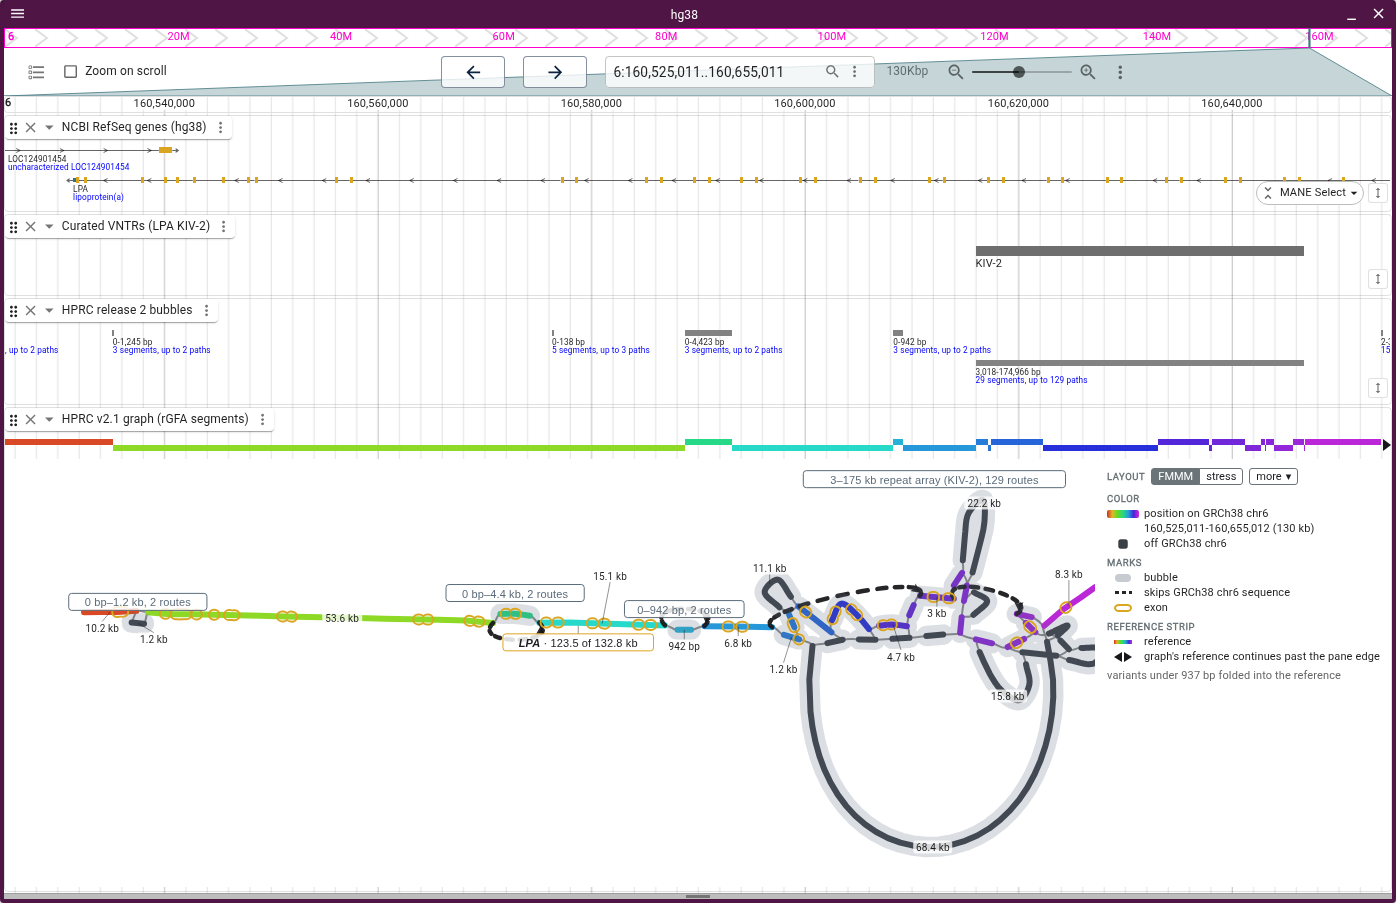 hg38
6 20M 40M 60M 80M 100M 120M 140M 160M
Zoom on scroll
6:160,525,011..160,655,011
130Kbp
6 160,540,000 160,560,000 160,580,000 160,600,000 160,620,000 160,640,000
NCBI RefSeq genes (hg38)
LOC124901454
uncharacterized LOC124901454
LPA
lipoprotein(a)
MANE Select
Curated VNTRs (LPA KIV-2)
KIV-2
HPRC release 2 bubbles
0-1,245 bp 0-138 bp 0-4,423 bp 0-942 bp
, up to 2 paths 3 segments, up to 2 paths 5 segments, up to 3 paths 3 segments, up to 2 paths 3 segments, up to 2 paths 15
3,018-174,966 bp
29 segments, up to 129 paths
HPRC v2.1 graph (rGFA segments)
3–175 kb repeat array (KIV-2), 129 routes
22.2 kb
11.1 kb
15.1 kb
8.3 kb
0 bp–4.4 kb, 2 routes
0 bp–1.2 kb, 2 routes
0–942 bp, 2 routes
3 kb
53.6 kb
10.2 kb
1.2 kb
LPA · 123.5 of 132.8 kb
942 bp
6.8 kb
4.7 kb
1.2 kb
15.8 kb
68.4 kb
LAYOUT FMMM stress more ▾
COLOR
position on GRCh38 chr6
160,525,011-160,655,012 (130 kb)
off GRCh38 chr6
MARKS
bubble
skips GRCh38 chr6 sequence
exon
REFERENCE STRIP
reference
graph's reference continues past the pane edge
variants under 937 bp folded into the reference